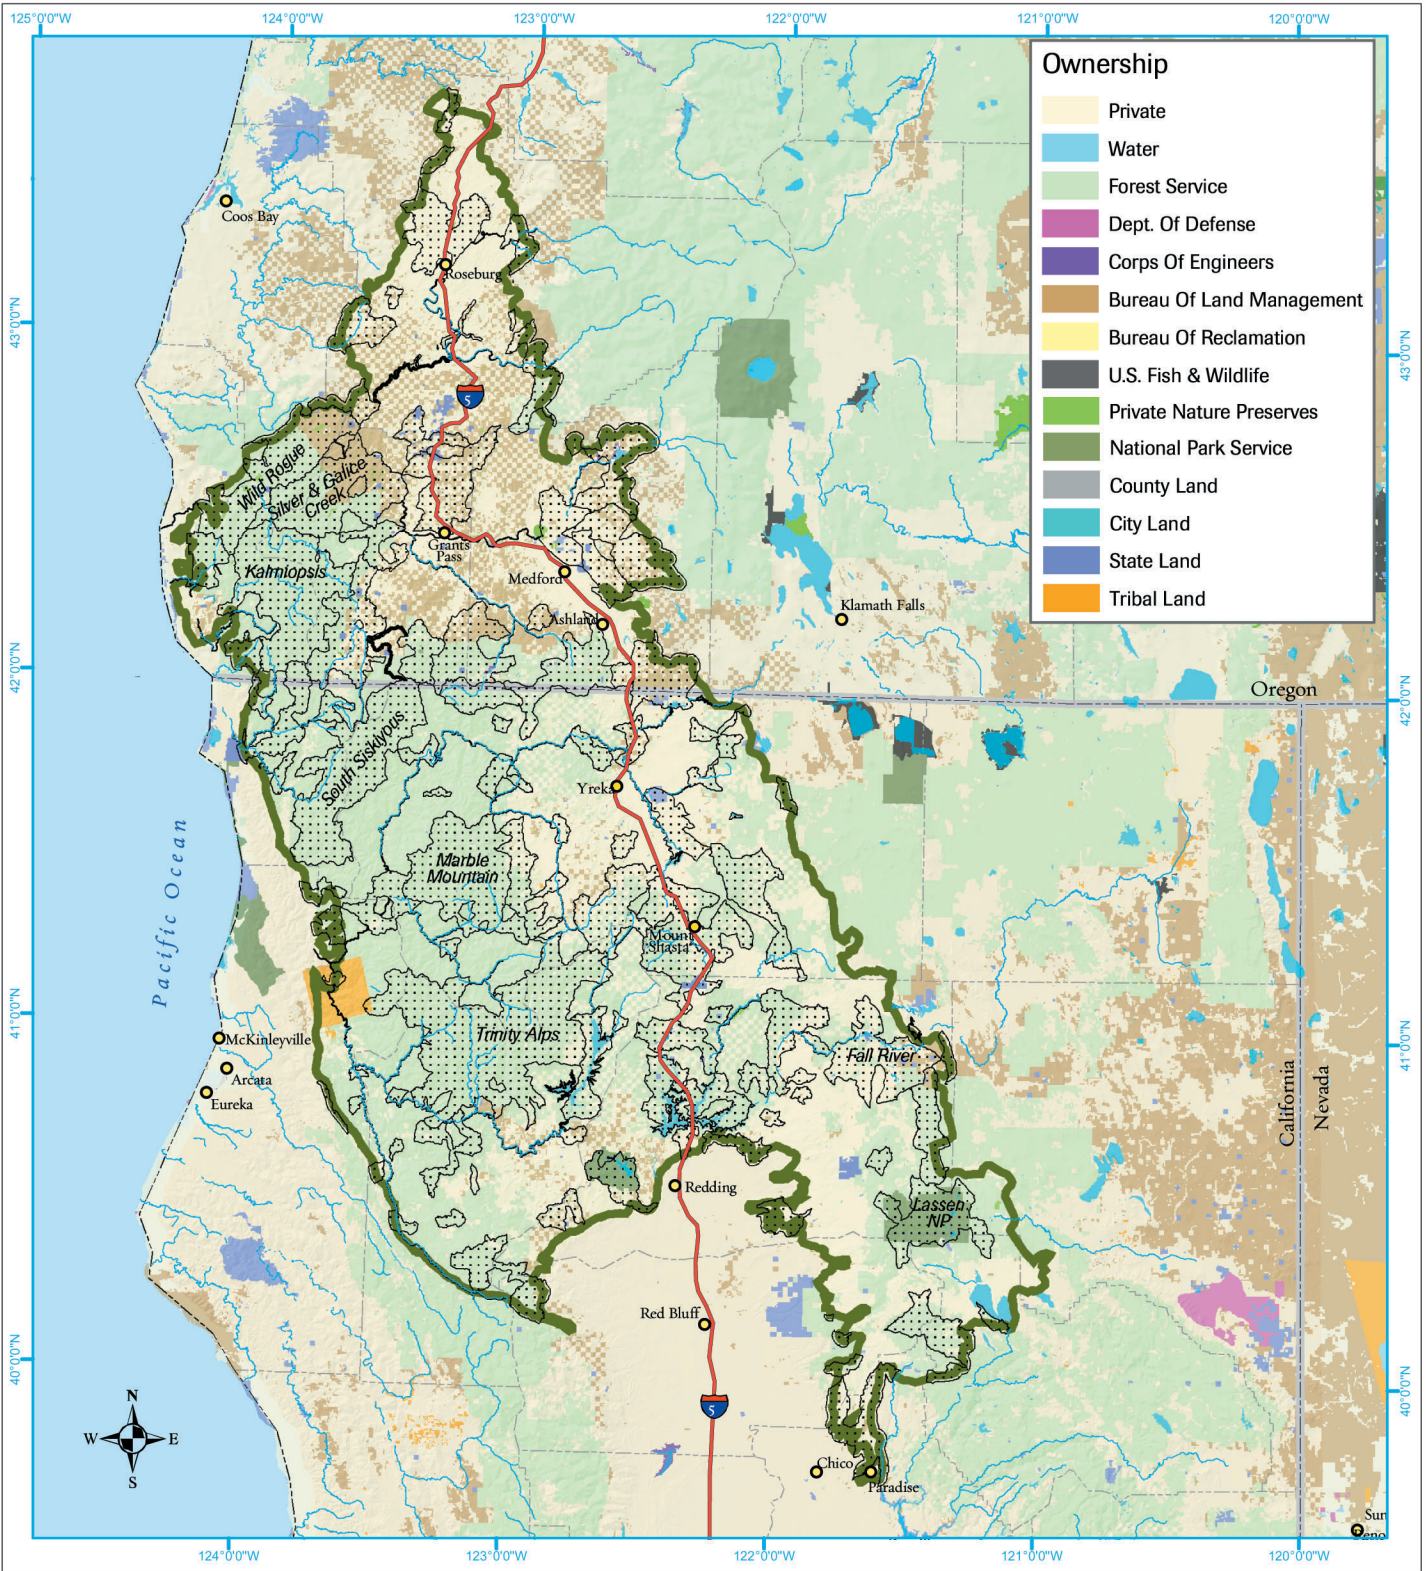 125°0'0"W
124°0'0"W
123°0'0"W
122°0'0"W
121°0'0"W
120°0'0"W
Ownership
Private
Water
Forest Service
Dept. Of Defense
Corps Of Engineers
Bureau Of Land Management
Bureau Of Reclamation
U.S. Fish & Wildlife
Private Nature Preserves
National Park Service
County Land
City Land
State Land
Tribal Land
Coos Bay
Roseburg
43°0'0"N
43°0'0"N
5
Wild Rogue
Silver & Galice
Creek
Grants
Pass
Kalmiopsis
Medford
Klamath Falls
Ashland
42°0'0"N
42°0'0"N
Oregon
South Siskiyous
Yreka
Pacific Ocean
Marble
Mountain
Mount
Shasta
41°0'0"N
41°0'0"N
Trinity Alps
Fall River
McKinleyville
Arcata
Eureka
California
Nevada
Redding
Lassen
NP
Red Bluff
40°0'0"N
40°0'0"N
N
W
E
S
5
Chico
Paradise
Sun
Reno
124°0'0"W
123°0'0"W
122°0'0"W
121°0'0"W
120°0'0"W